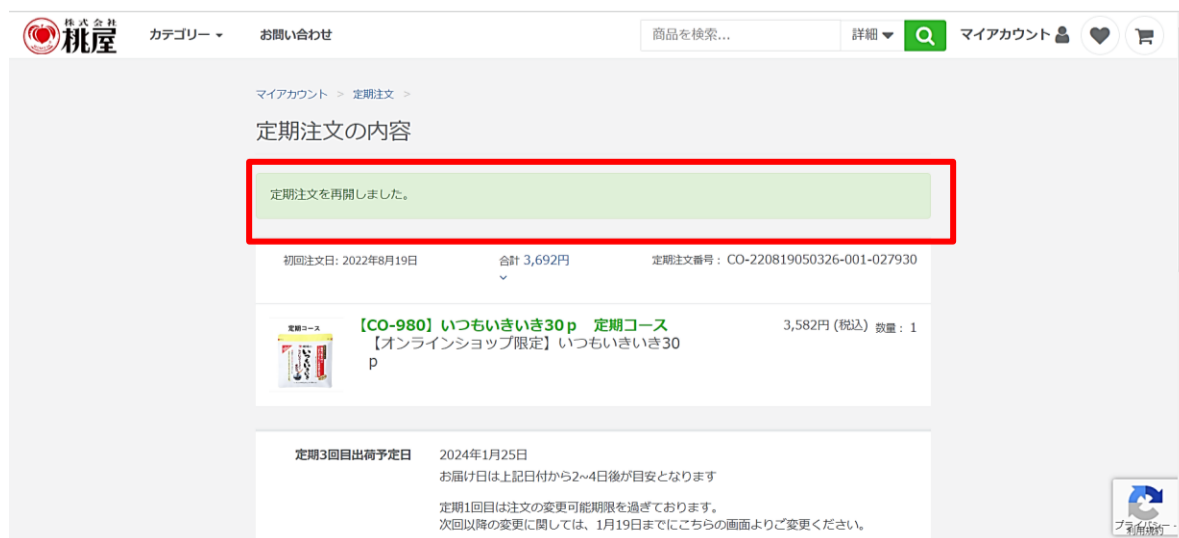 株式会社
桃屋
カテゴリー
お問い合わせ
商品を検索...
詳細
マイアカウント
マイアカウント > 定期注文 >
定期注文の内容
定期注文を再開しました。
初回注文日: 2022年8月19日
合計 3,692円
定期注文番号： CO-220819050326-001-027930
定期コース
いつもいきいき
【CO-980】いつもいきいき30ｐ　定期コース
3,582円 (税込) 数量： 1
【オンラインショップ限定】いつもいきいき30
ｐ
定期3回目出荷予定日
2024年1月25日
お届け日は上記日付から2~4日後が目安となります
定期1回目は注文の変更可能期限を過ぎております。
次回以降の変更に関しては、1月19日までにこちらの画面よりご変更ください。
プライバシー -
利用規約